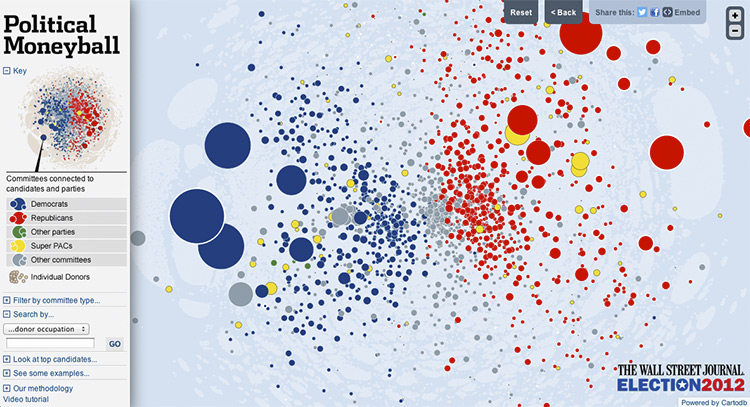 Political
Moneyball
Key
Committees connected to
candidates and parties
Democrats
Republicans
Other parties
Super PACs
Other committees
Individual Donors
Filter by committee type...
Search by...
...donor occupation
GO
Look at top candidates...
See some examples...
Our methodology
Video tutorial
Reset
< Back
Share this: Embed
+
-
THE WALL STREET JOURNAL.
ELECTION2012
Powered by Cartodb